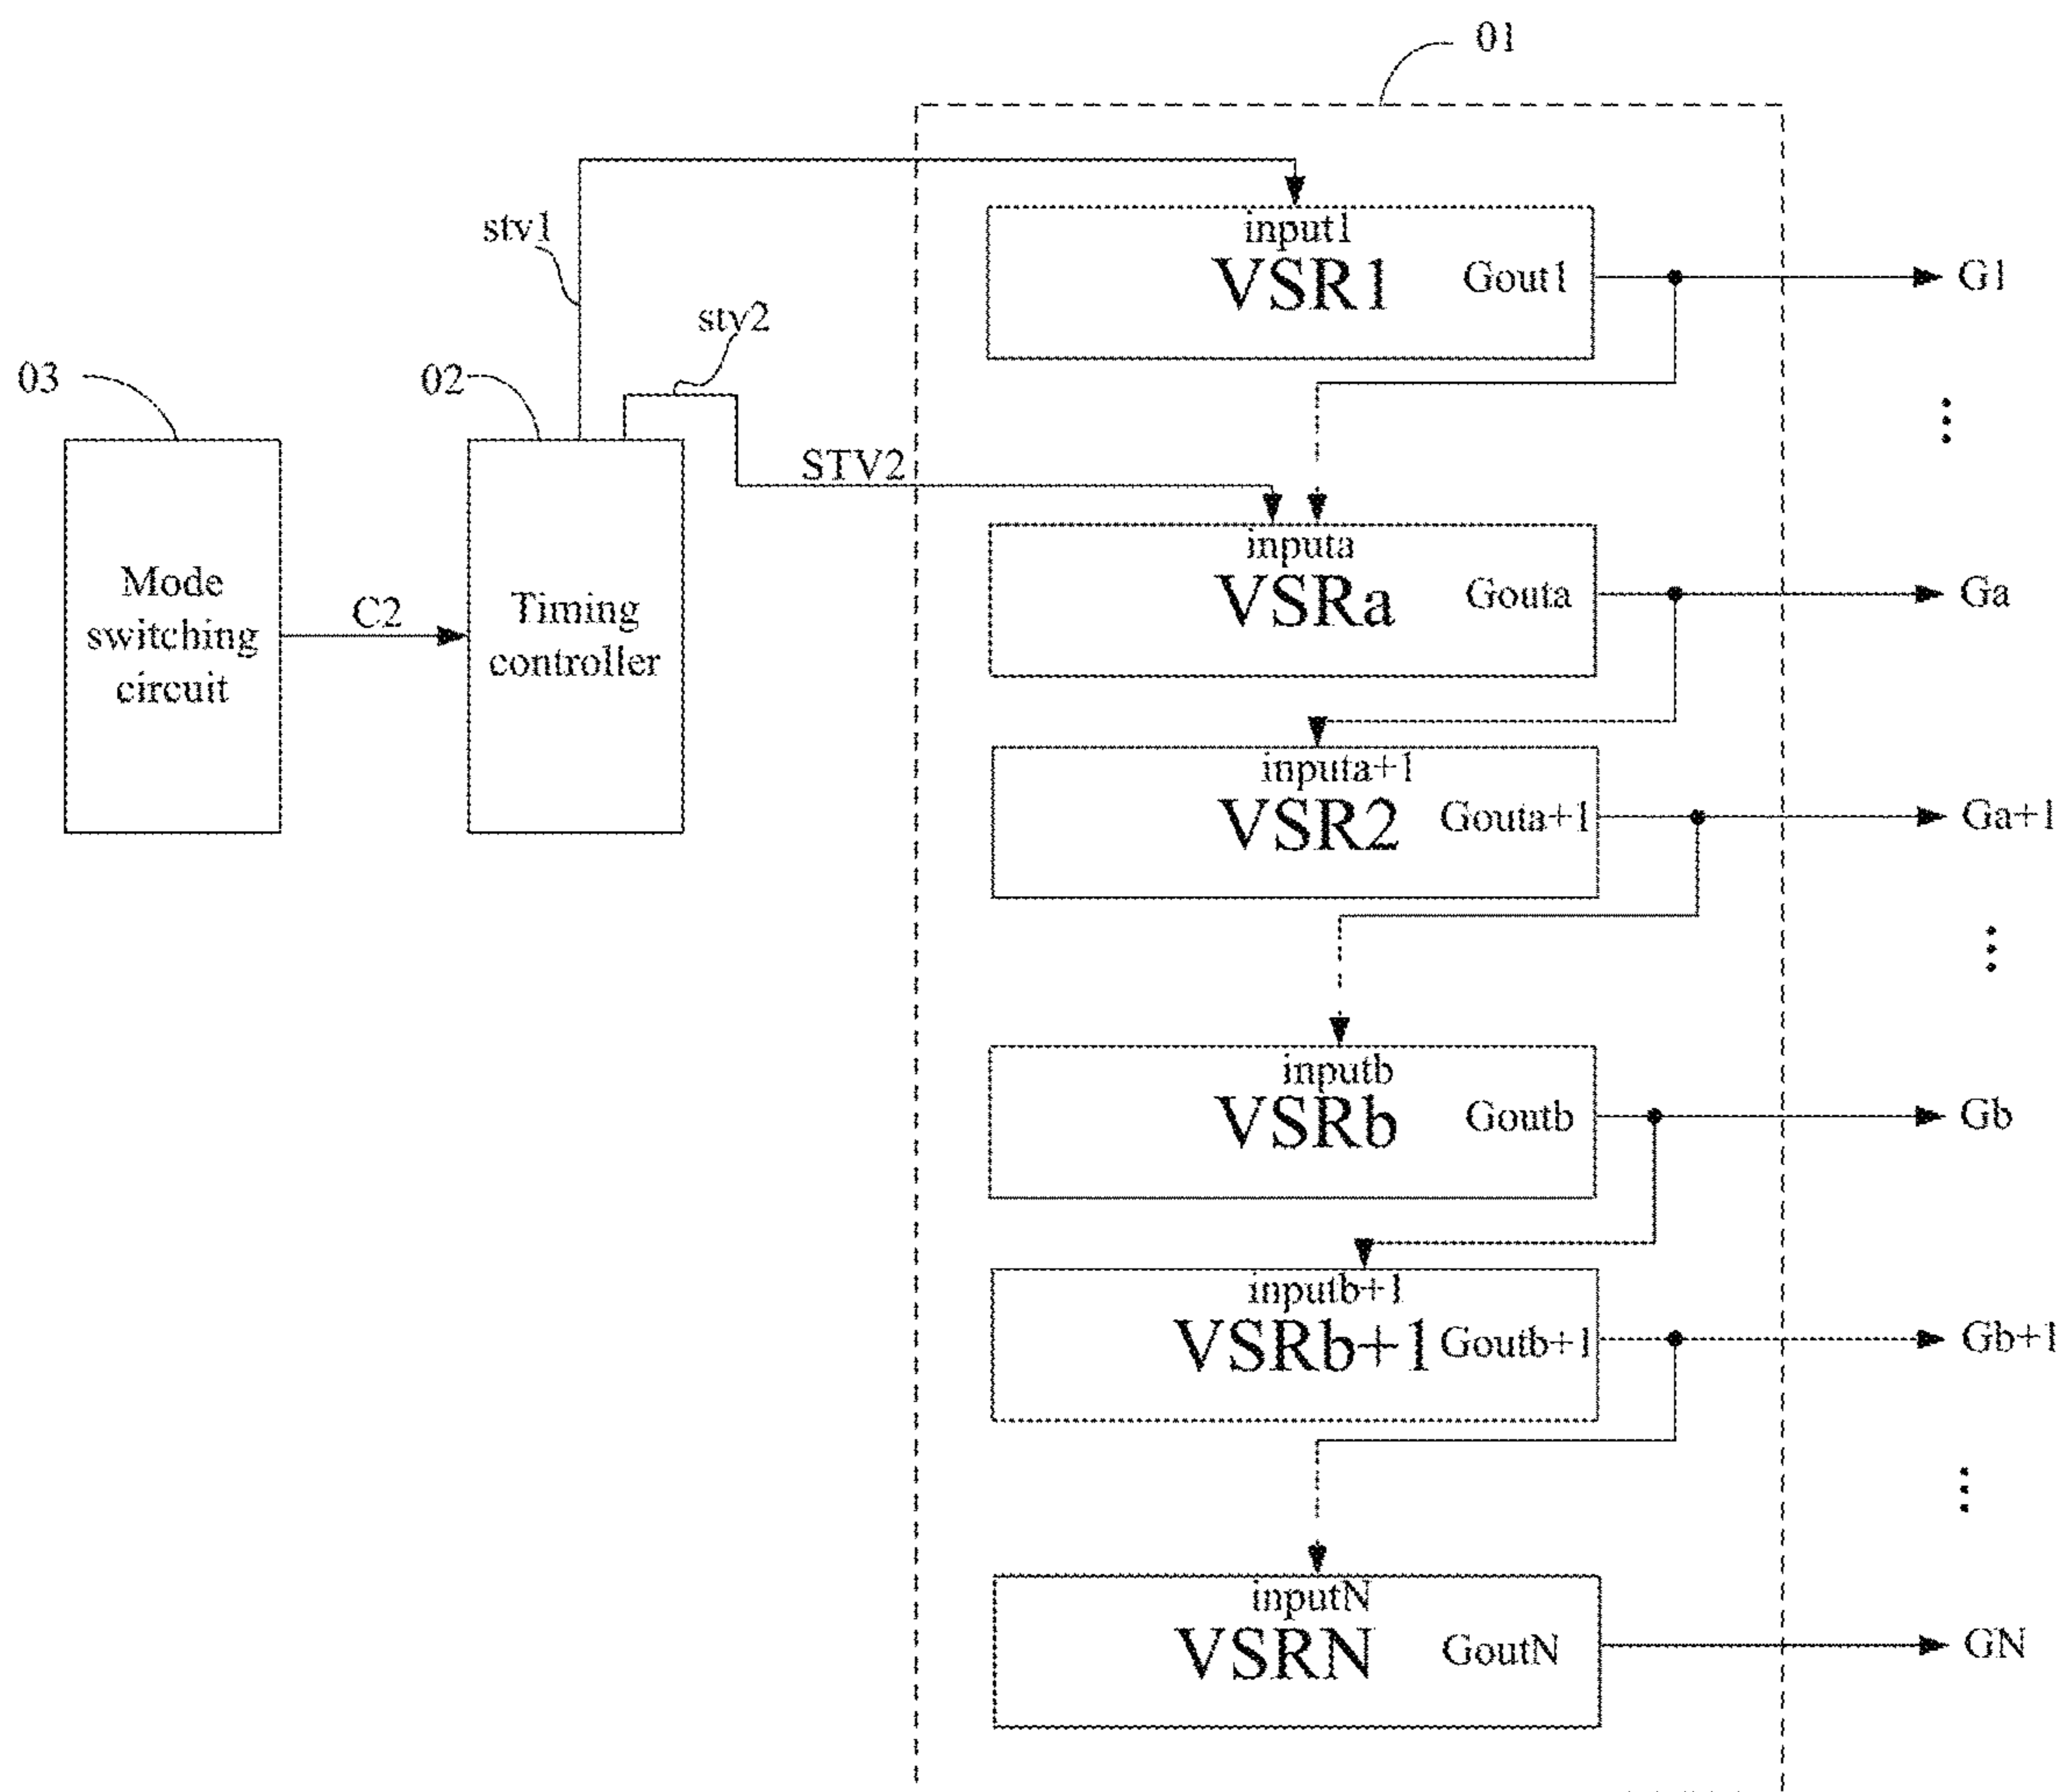 01
stv1
input1
VSR1
Gout1
G1
stv2
03
02
STV2
inputa
VSRa
Gouta
Ga
Mode
switching
circuit
C2
Timing
controller
inputa+1
VSR2
Gouta+1
Ga+1
inputb
VSRb
Goutb
Gb
inputb+1
VSRb+1
Goutb+1
Gb+1
inputN
VSRN
GoutN
GN